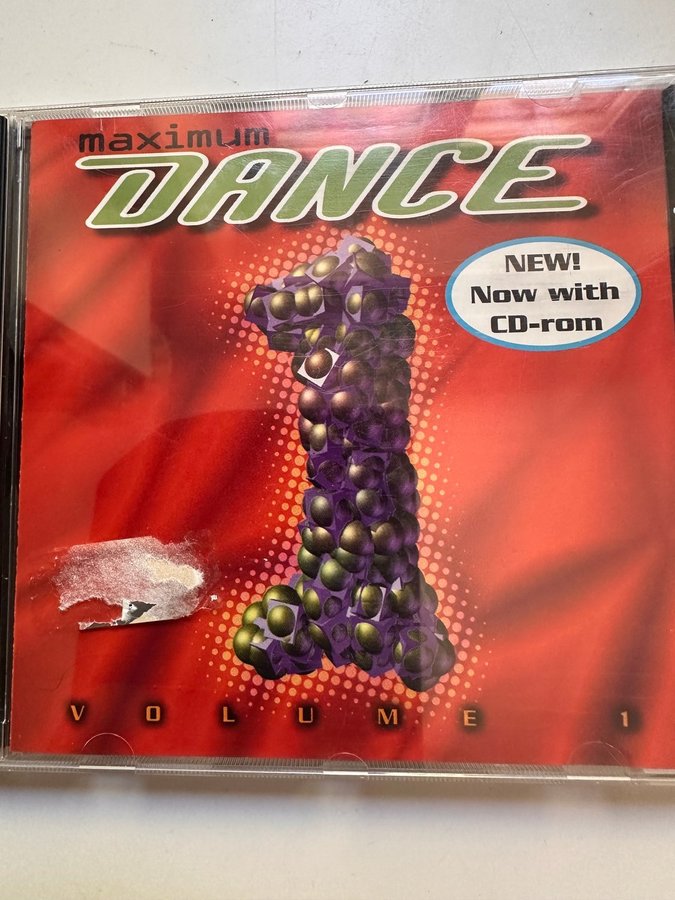 maximum
DANCE
NEW!
Now with
CD-rom
VOLUME 1